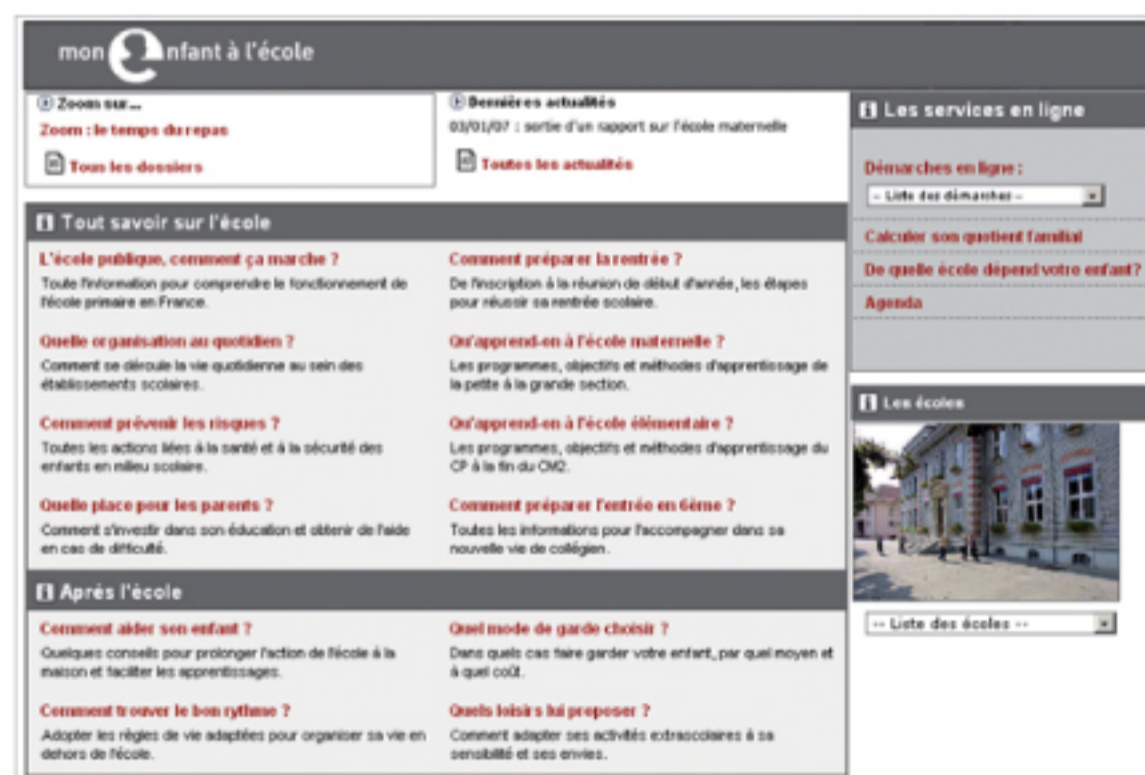 mon enfant à l'école
Zoom sur...
Zoom : le temps du repas
Tous les dossiers
Dernières actualités
03/01/07 : sortie d'un rapport sur l'école maternelle
Toutes les actualités
Tout savoir sur l'école
L'école publique, comment ça marche ?
Toute l'information pour comprendre le fonctionnement de
l'école primaire en France.
Quelle organisation au quotidien ?
Comment se déroule la vie quotidienne au sein des
établissements scolaires.
Comment prévenir les risques ?
Toutes les actions liées à la santé et à la sécurité des
enfants en milieu scolaire.
Quelle place pour les parents ?
Comment s'investir dans son éducation et obtenir de l'aide
en cas de difficulté.
Comment préparer la rentrée ?
De l'inscription à la réunion de début d'année, les étapes
pour réussir sa rentrée scolaire.
Qu'apprend-on à l'école maternelle ?
Les programmes, objectifs et méthodes d'apprentissage de
la petite à la grande section.
Qu'apprend-on à l'école élémentaire ?
Les programmes, objectifs et méthodes d'apprentissage du
CP à la fin du CM2.
Comment préparer l'entrée en 6ème ?
Toutes les informations pour l'accompagner dans sa
nouvelle vie de collégien.
Après l'école
Comment aider son enfant ?
Quelques conseils pour prolonger l'action de l'école à la
maison et faciliter les apprentissages.
Comment trouver le bon rythme ?
Adopter les règles de vie adaptées pour organiser sa vie en
dehors de l'école.
Quel mode de garde choisir ?
Dans quels cas faire garder votre enfant, par quel moyen et
à quel coût.
Quels loisirs lui proposer ?
Comment adapter ses activités extrascolaires à sa
sensibilité et ses envies.
Les services en ligne
Démarches en ligne :
-- Liste des démarches --
Calculer son quotient familial
De quelle école dépend votre enfant?
Agenda
Les écoles
-- Liste des écoles --